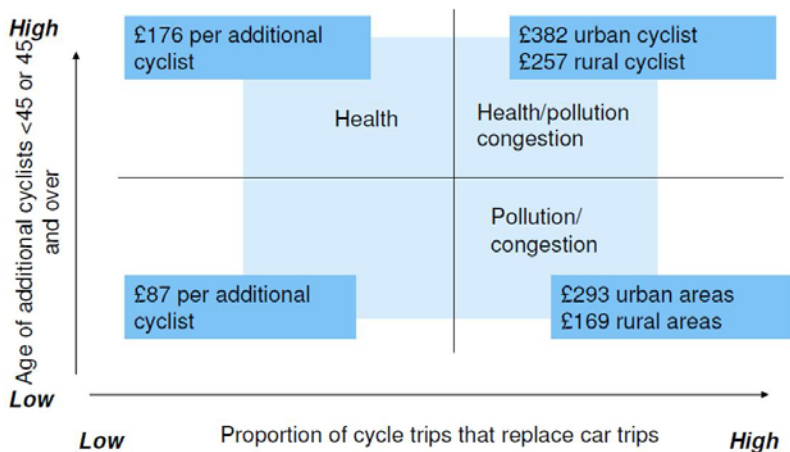 High
£176 per additional
cyclist
£382 urban cyclist
£257 rural cyclist
Health
Health/pollution
congestion
Age of additional cyclists <45 or 45
and over
Pollution/
congestion
£87 per additional
cyclist
£293 urban areas
£169 rural areas
Low
Low
Proportion of cycle trips that replace car trips
High